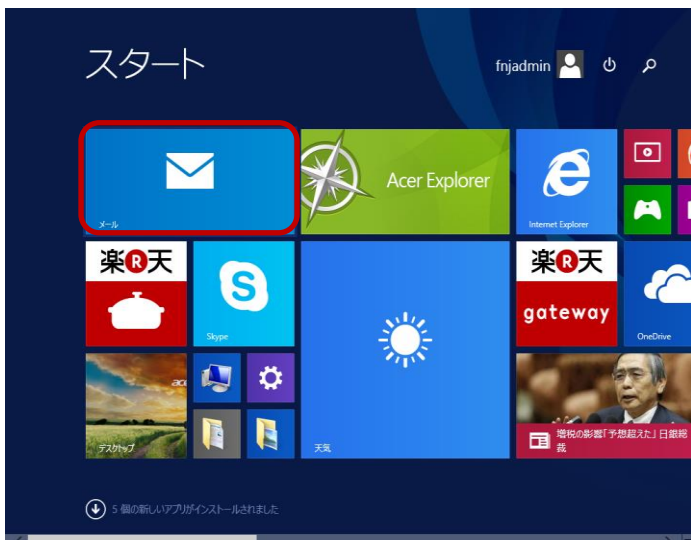 スタート
fnjadmin
メール
Acer Explorer
Internet Explorer
楽R天
Skype
楽R天
gateway
OneDrive
acer
デスクトップ
天気
増税の影響「予想超えた」日銀総
裁
5 個の新しいアプリがインストールされました